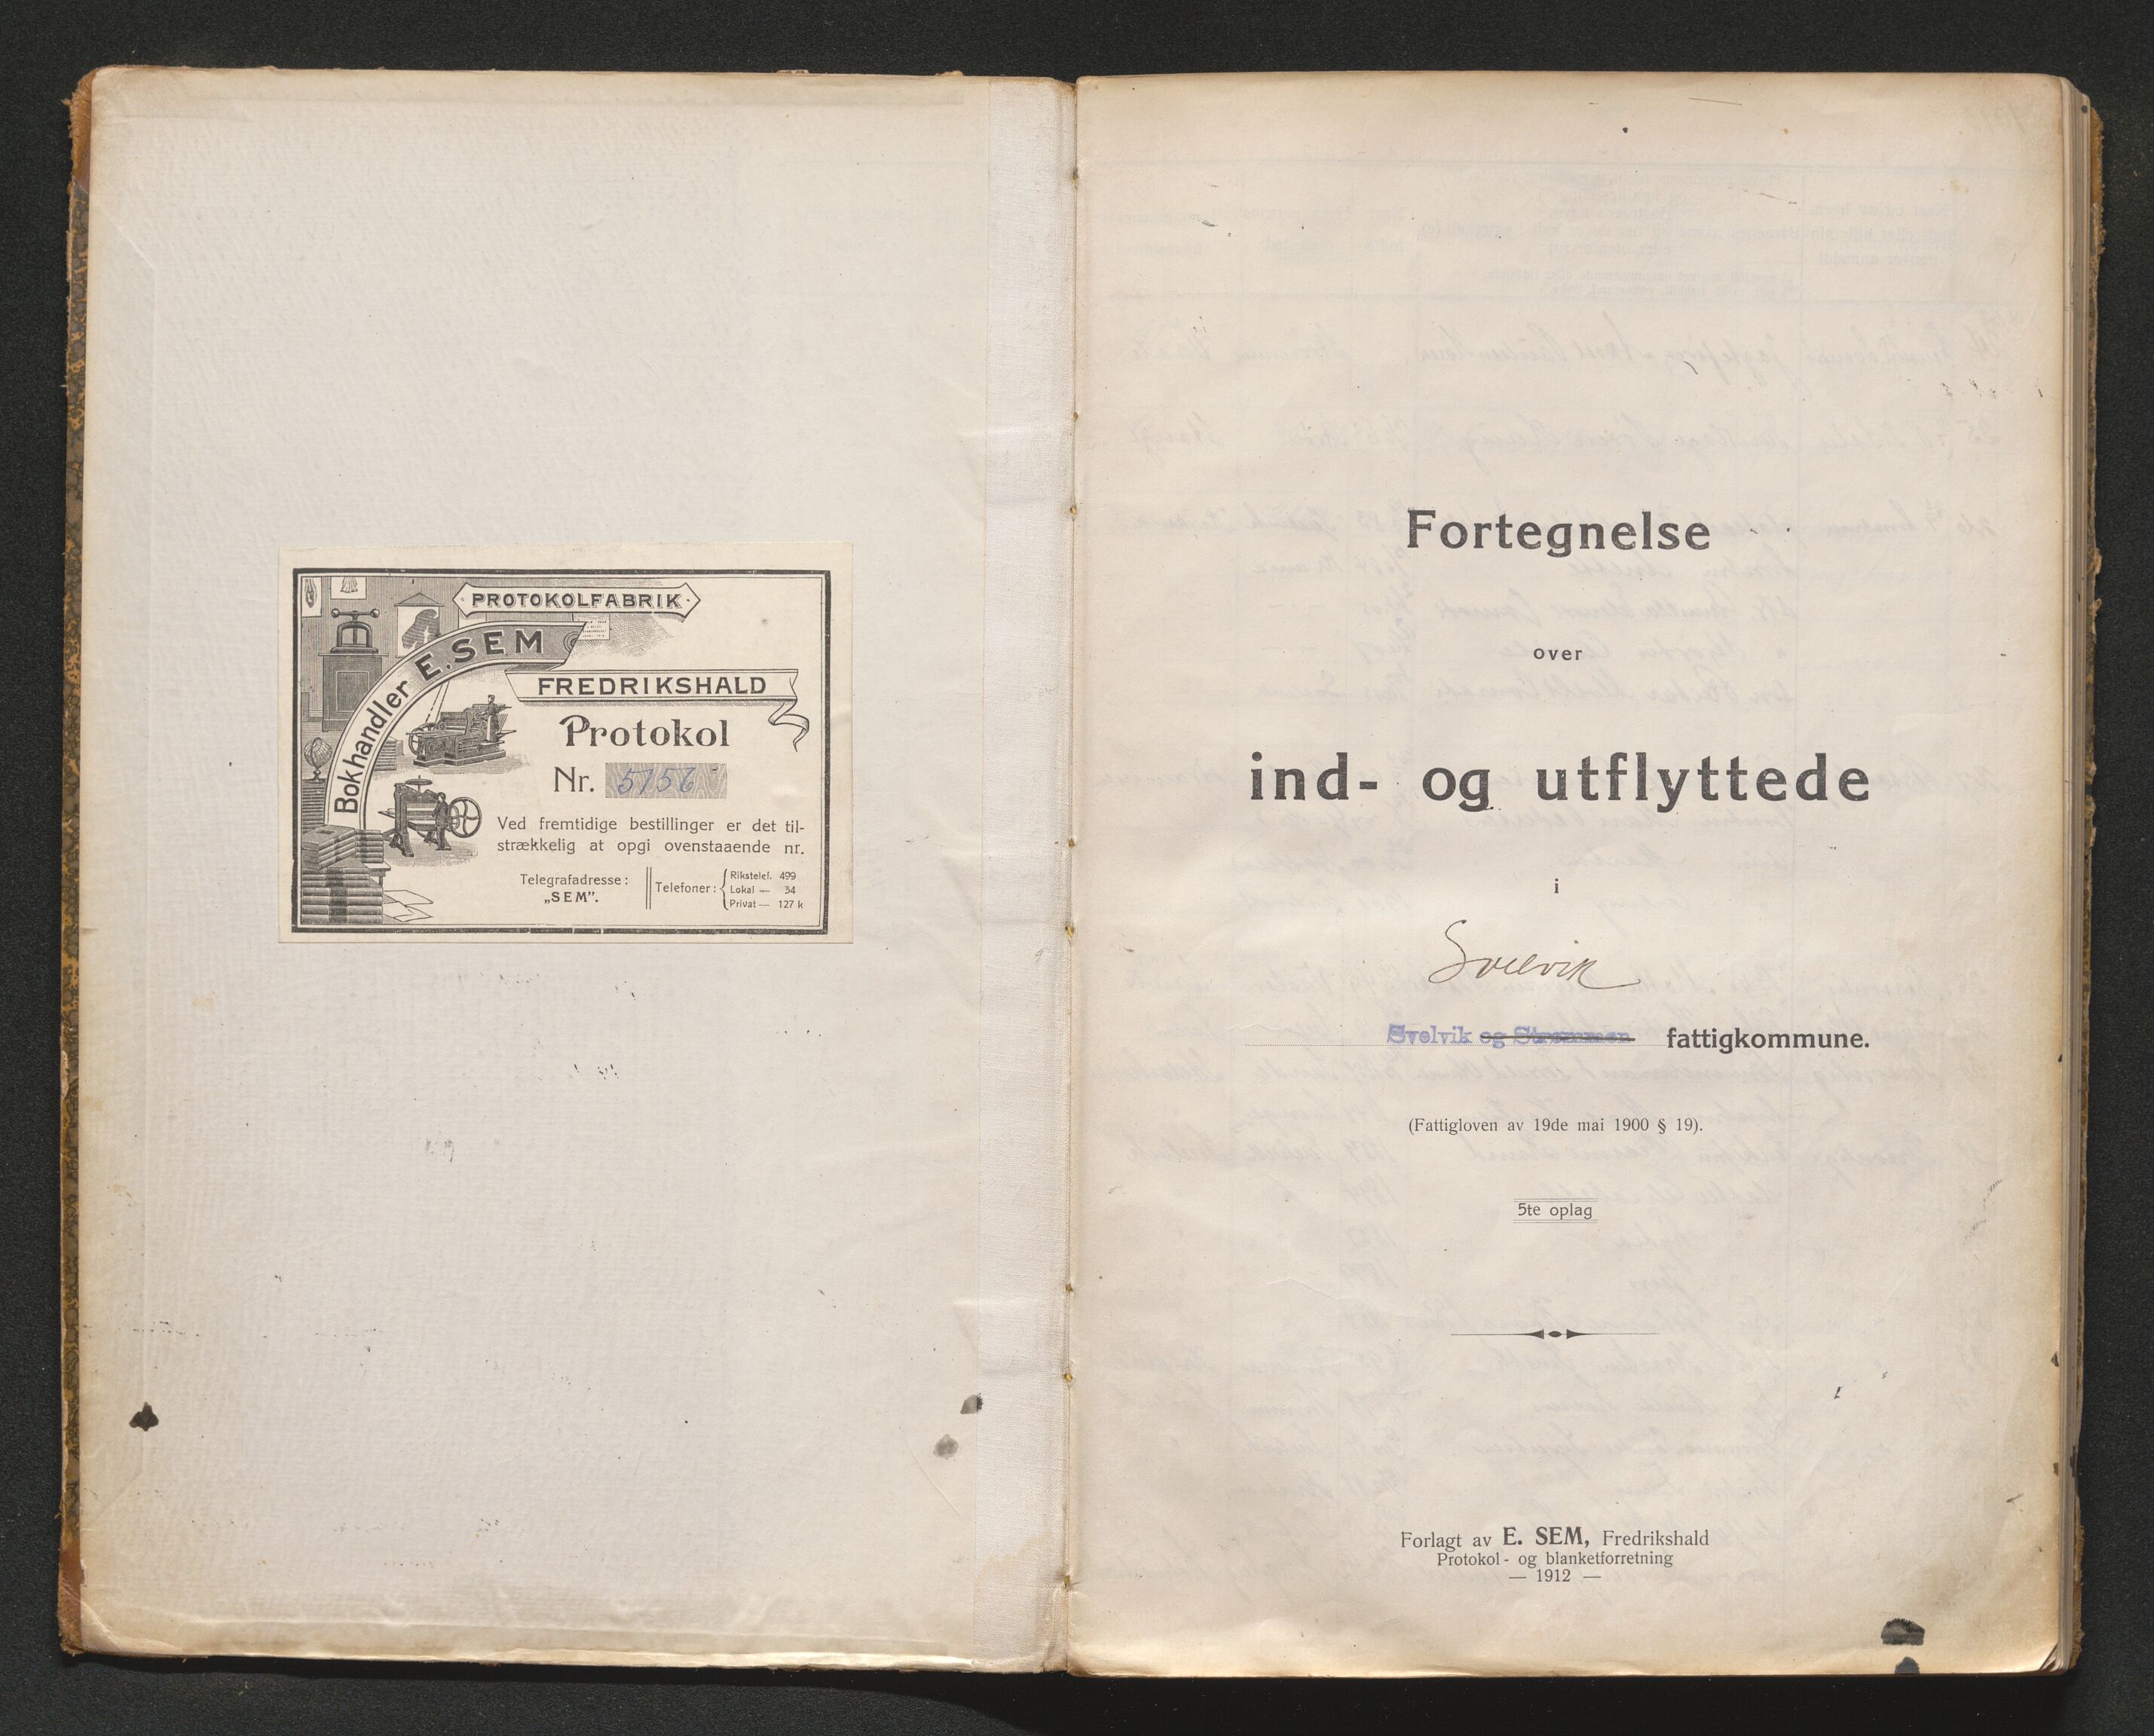 PROTOKOLFABRIK
Bokhandler E. SEM
FREDRIKSHALD
Protokol
Nr. 5156
Ved fremtidige bestillinger er det til-
strækkelig at opgi ovenstaaende nr.
Telegrafadresse:
„SEM”.
Telefoner:
Rikstelef. 499
Lokal — 34
Privat — 127 k
Fortegnelse
over
ind- og utflyttede
i
Svelvik
Svelvik og Strømmen fattigkommune.
(Fattigloven av 19de mai 1900 § 19).
5te oplag
Forlagt av E. SEM, Fredrikshald
Protokol- og blanketforretning
— 1912 —